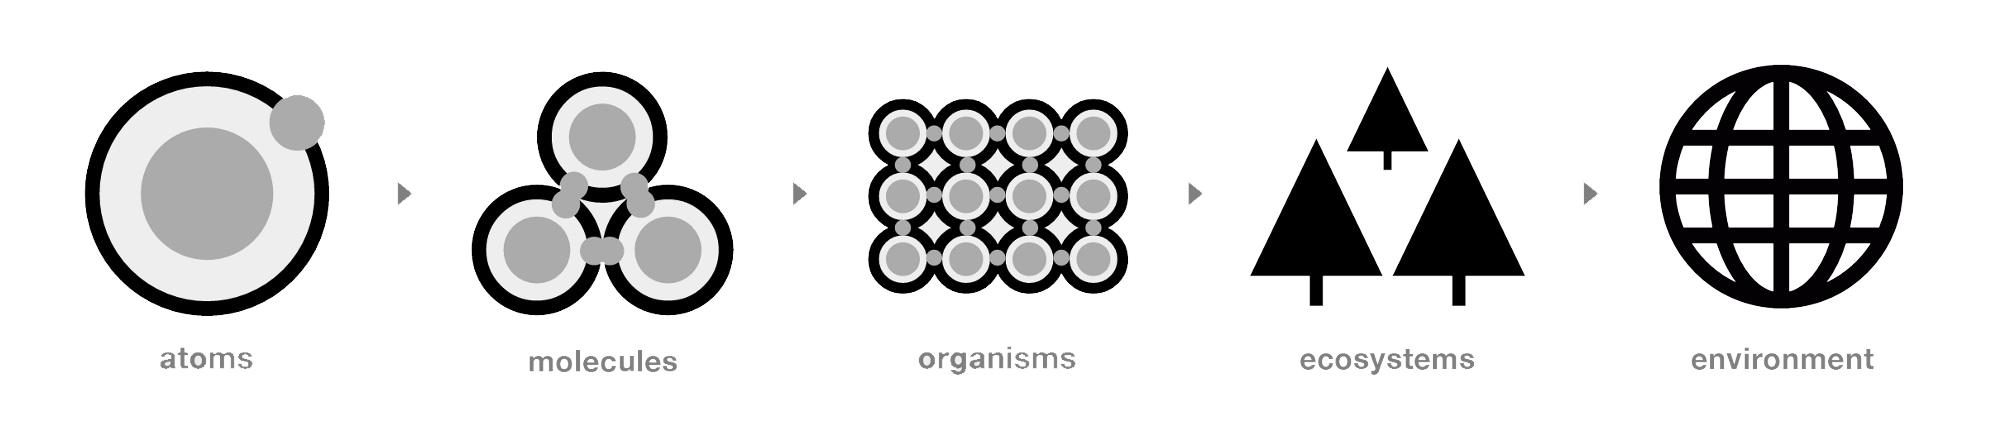 atoms
molecules
organisms
ecosystems
environment